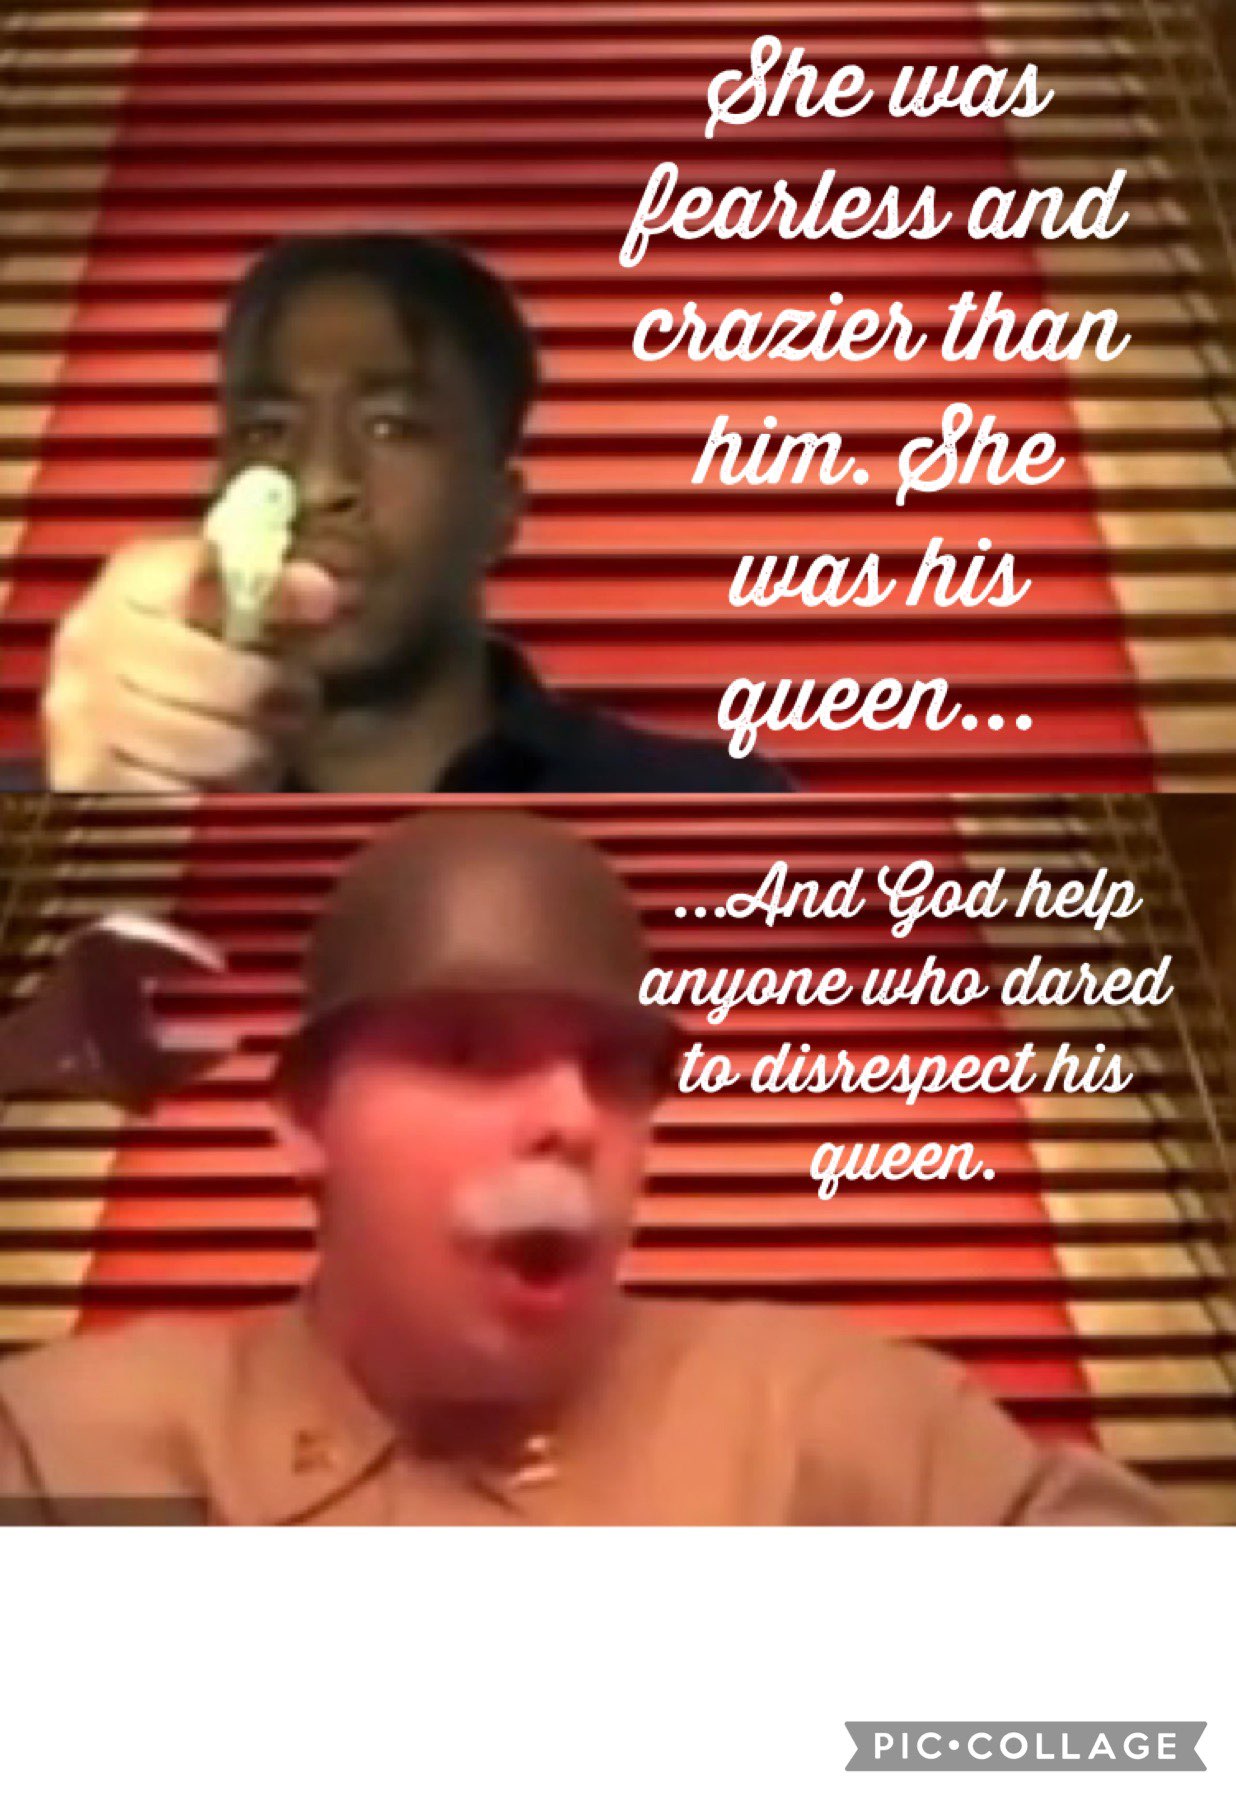 She was
fearless and
crazier than
him. She
was his
queen...
...And God help
anyone who dared
to disrespect his
queen.
PIC•COLLAGE